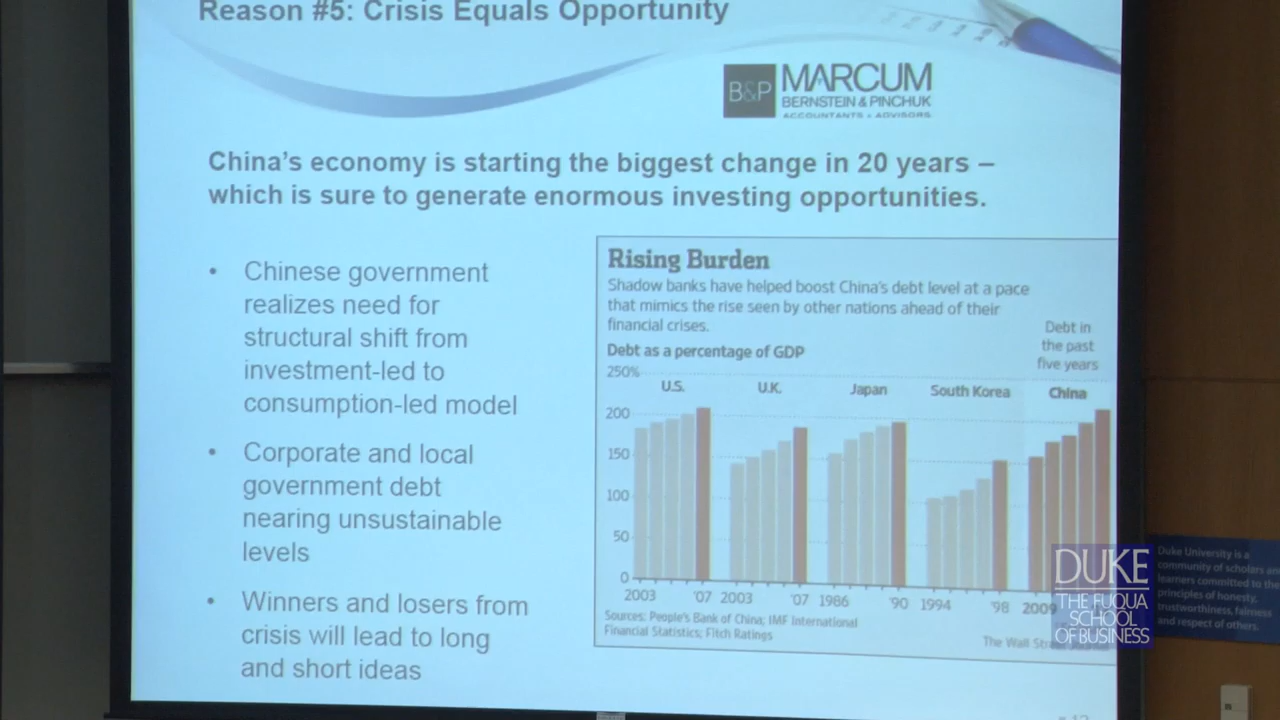 Reason #5: Crisis Equals Opportunity
B&P
MARCUM
BERNSTEIN & PINCHUK
ACCOUNTANTS ▪ ADVISORS
China's economy is starting the biggest change in 20 years –
which is sure to generate enormous investing opportunities.
• Chinese government
realizes need for
structural shift from
investment-led to
consumption-led model
• Corporate and local
government debt
nearing unsustainable
levels
• Winners and losers from
crisis will lead to long
and short ideas
Rising Burden
Shadow banks have helped boost China's debt level at a pace
that mimics the rise seen by other nations ahead of their
financial crises.
Debt in
the past
five years
Debt as a percentage of GDP
250%
U.S. U.K. Japan South Korea China
200
150
100
50
0
2003 '07 2003 '07 1986 '90 1994 '98 2009
Sources: People's Bank of China; IMF International
Financial Statistics; Fitch Ratings
The Wall
DUKE
THE FUQUA
SCHOOL
OF BUSINESS
Duke University is a
community of scholars and
learners committed to the
principles of honesty,
trustworthiness, fairness
and respect of others.